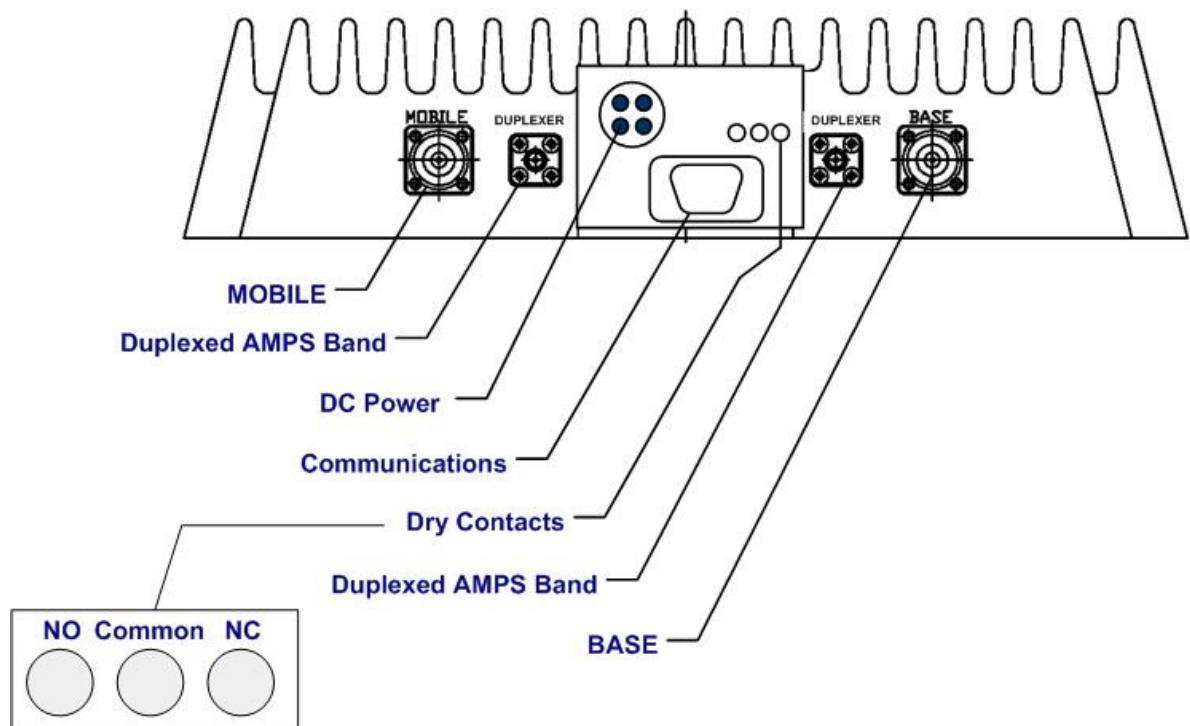 MOBILE
DUPLEXER
DUPLEXER
BASE
MOBILE
Duplexed AMPS Band
DC Power
Communications
Dry Contacts
Duplexed AMPS Band
BASE
NO Common NC